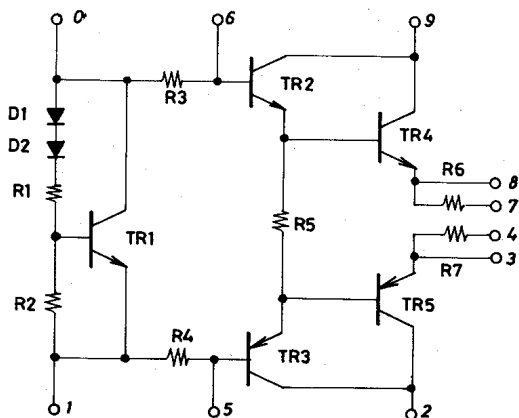 0 6 9
R3 TR2
D1
D2 TR4
R6 8
R1 7
TR1 R5 4
3
R2 R7
R4 TR5
TR3
1 5 2